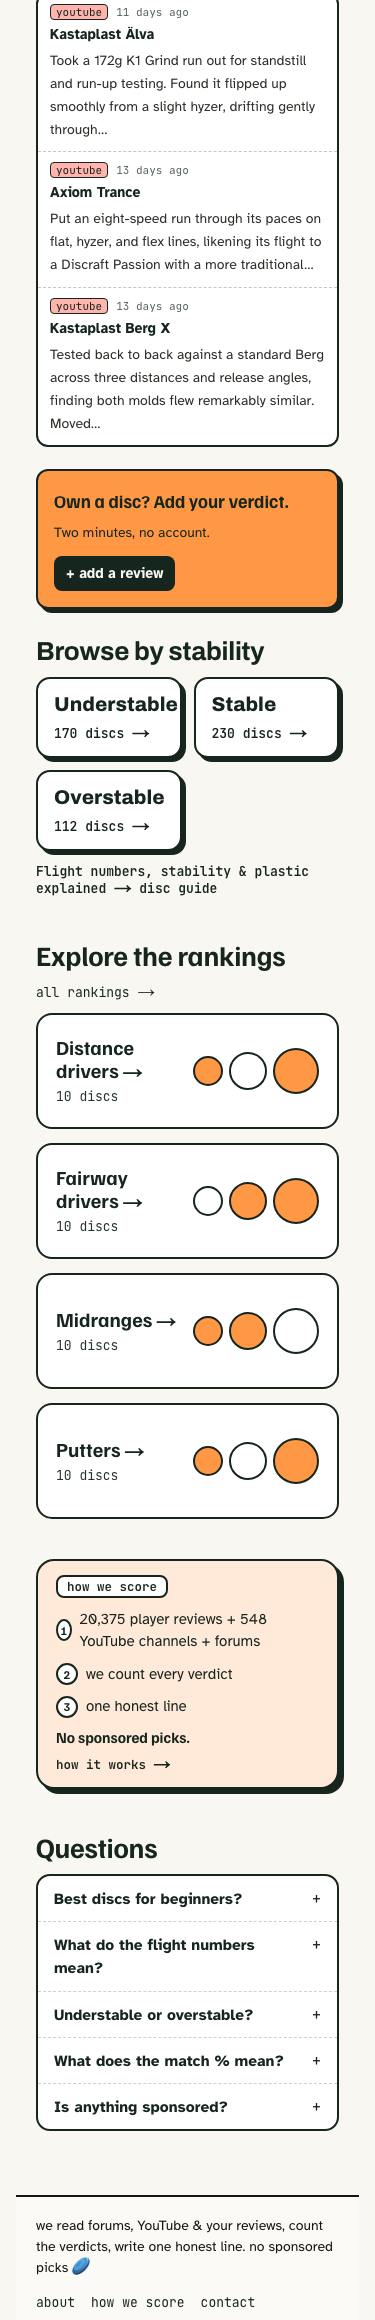 youtube 11 days ago
Kastaplast Älva
Took a 172g K1 Grind run out for standstill
and run-up testing. Found it flipped up
smoothly from a slight hyzer, drifting gently
through...
youtube 13 days ago
Axiom Trance
Put an eight-speed run through its paces on
flat, hyzer, and flex lines, likening its flight to
a Discraft Passion with a more traditional...
youtube 13 days ago
Kastaplast Berg X
Tested back to back against a standard Berg
across three distances and release angles,
finding both molds flew remarkably similar.
Moved...
Own a disc? Add your verdict.
Two minutes, no account.
+ add a review
Browse by stability
Understable
170 discs →
Stable
230 discs →
Overstable
112 discs →
Flight numbers, stability & plastic
explained → disc guide
Explore the rankings
all rankings →
Distance
drivers →
10 discs
Fairway
drivers →
10 discs
Midranges →
10 discs
Putters →
10 discs
how we score
1 20,375 player reviews + 548
YouTube channels + forums
2 we count every verdict
3 one honest line
No sponsored picks.
how it works →
Questions
Best discs for beginners? +
What do the flight numbers +
mean?
Understable or overstable? +
What does the match % mean? +
Is anything sponsored? +
we read forums, YouTube & your reviews, count
the verdicts, write one honest line. no sponsored
picks
about how we score contact